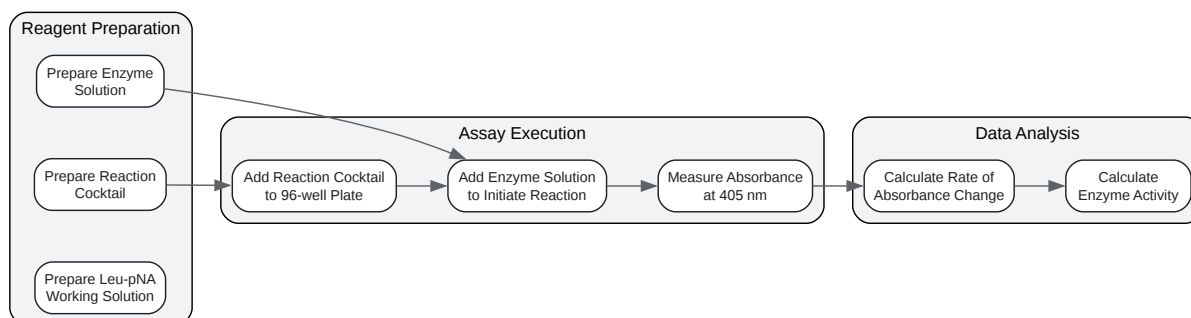 Reagent Preparation
Prepare Enzyme
Solution
Prepare Reaction
Cocktail
Prepare Leu-pNA
Working Solution
Assay Execution
Add Reaction Cocktail
to 96-well Plate
Add Enzyme Solution
to Initiate Reaction
Measure Absorbance
at 405 nm
Data Analysis
Calculate Rate of
Absorbance Change
Calculate
Enzyme Activity